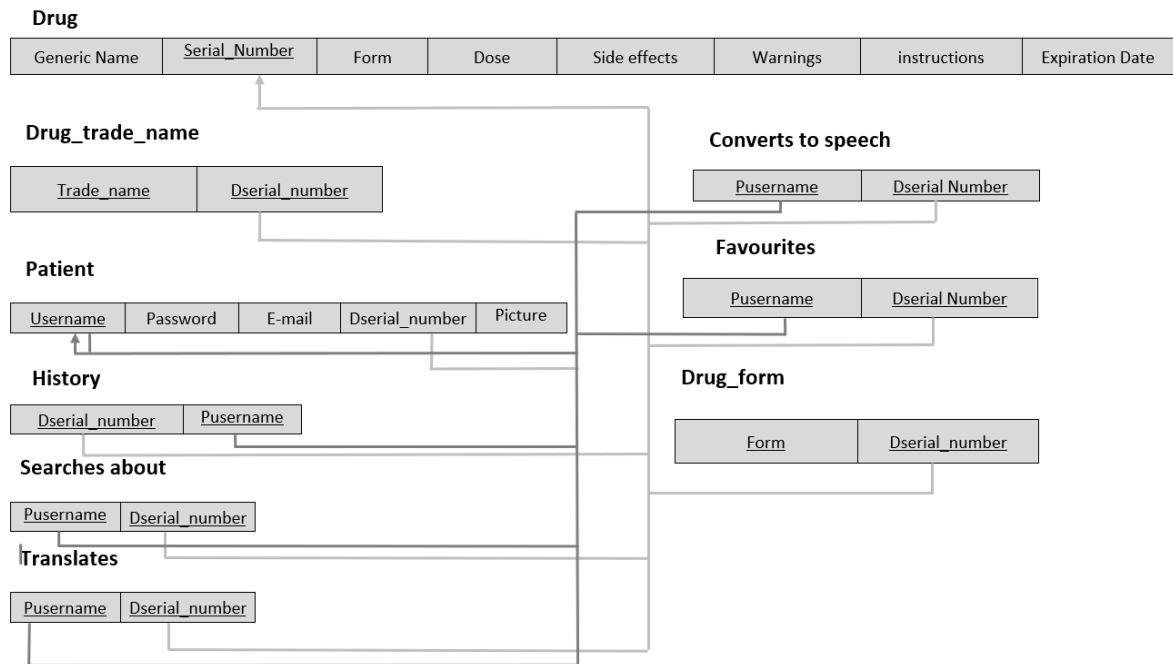 Drug
Generic Name Serial_Number Form Dose Side effects Warnings instructions Expiration Date
Drug_trade_name
Trade_name Dserial_number
Converts to speech
Pusername Dserial Number
Favourites
Pusername Dserial Number
Patient
Username Password E-mail Dserial_number Picture
History
Dserial_number Pusername
Drug_form
Form Dserial_number
Searches about
Pusername Dserial_number
Translates
Pusername Dserial_number